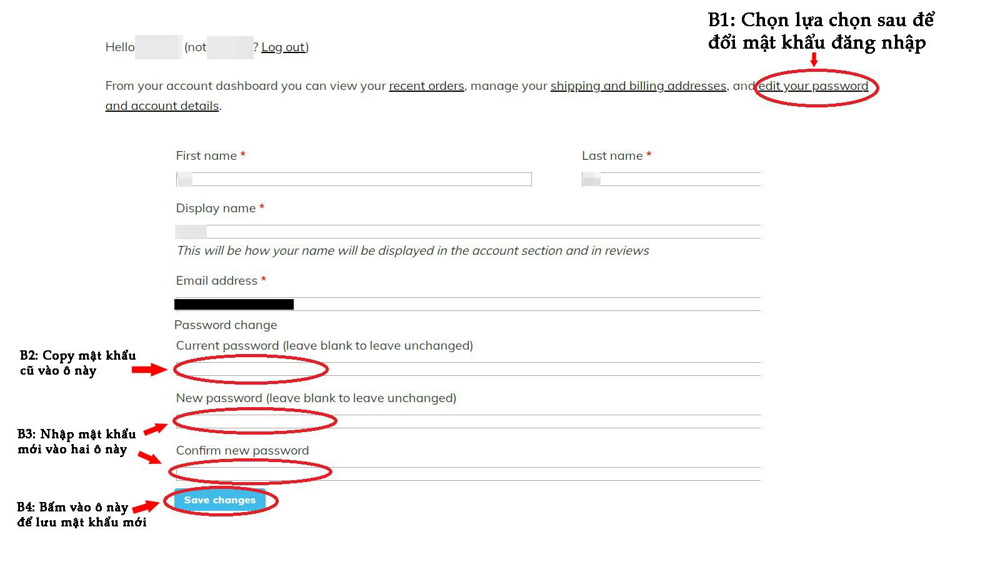 B1: Chọn lựa chọn sau để
đổi mật khẩu đăng nhập
Hello (not ? Log out)
From your account dashboard you can view your recent orders, manage your shipping and billing addresses, and edit your password
and account details.
First name * Last name *
Display name *
This will be how your name will be displayed in the account section and in reviews
Email address *
Password change
Current password (leave blank to leave unchanged)
B2: Copy mật khẩu
cũ vào ô này
New password (leave blank to leave unchanged)
B3: Nhập mật khẩu
mới vào hai ô này
Confirm new password
Save changes
B4: Bấm vào ô này
để lưu mật khẩu mới